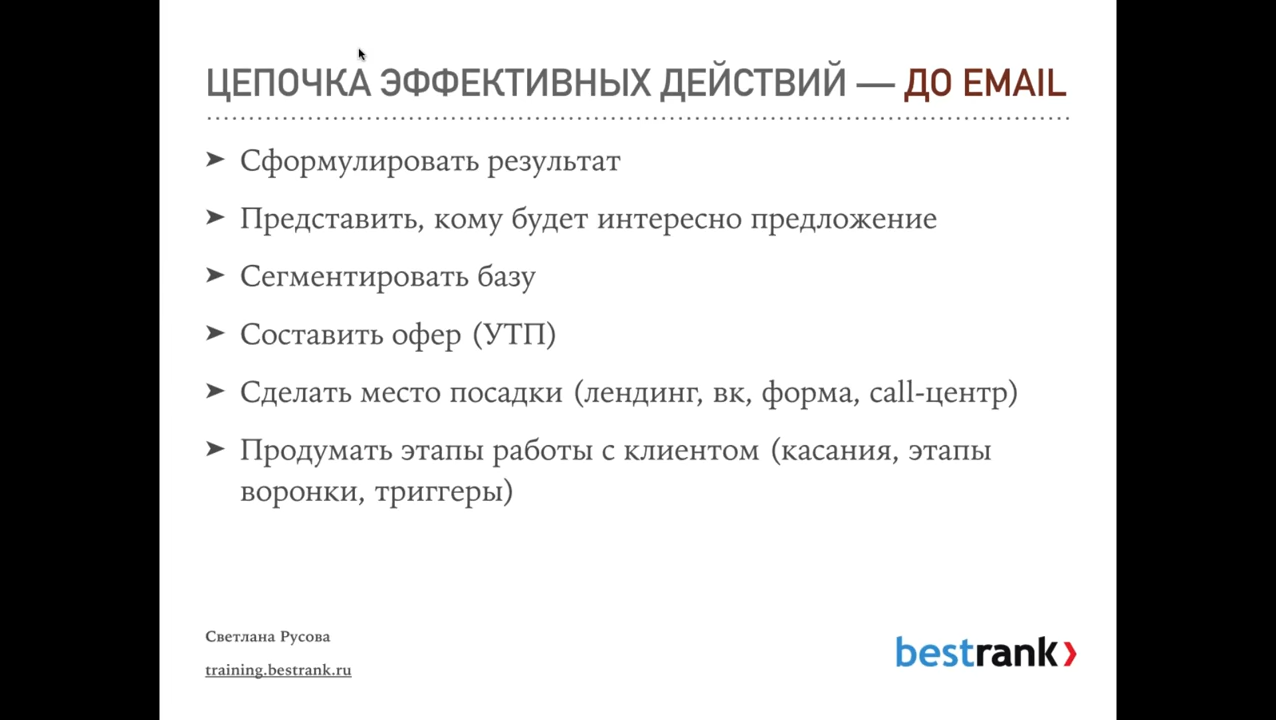 ЦЕПОЧКА ЭФФЕКТИВНЫХ ДЕЙСТВИЙ — ДО EMAIL
➤ Сформулировать результат
➤ Представить, кому будет интересно предложение
➤ Сегментировать базу
➤ Составить офер (УТП)
➤ Сделать место посадки (лендинг, вк, форма, call-центр)
➤ Продумать этапы работы с клиентом (касания, этапы
воронки, триггеры)
Светлана Русова
training.bestrank.ru
bestrank